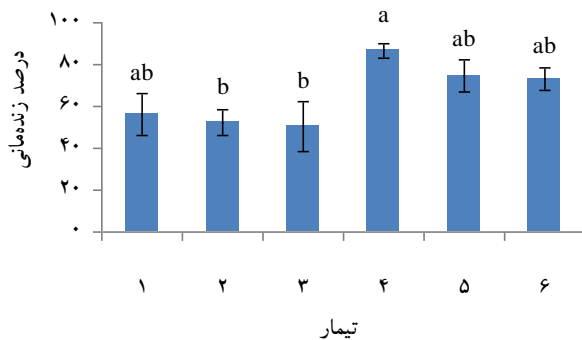 درصد زنده‌مانی
۱۰۰
۸۰
۶۰
۴۰
۲۰
۰
ab b b a ab ab
۱ ۲ ۳ ۴ ۵ ۶
تیمار